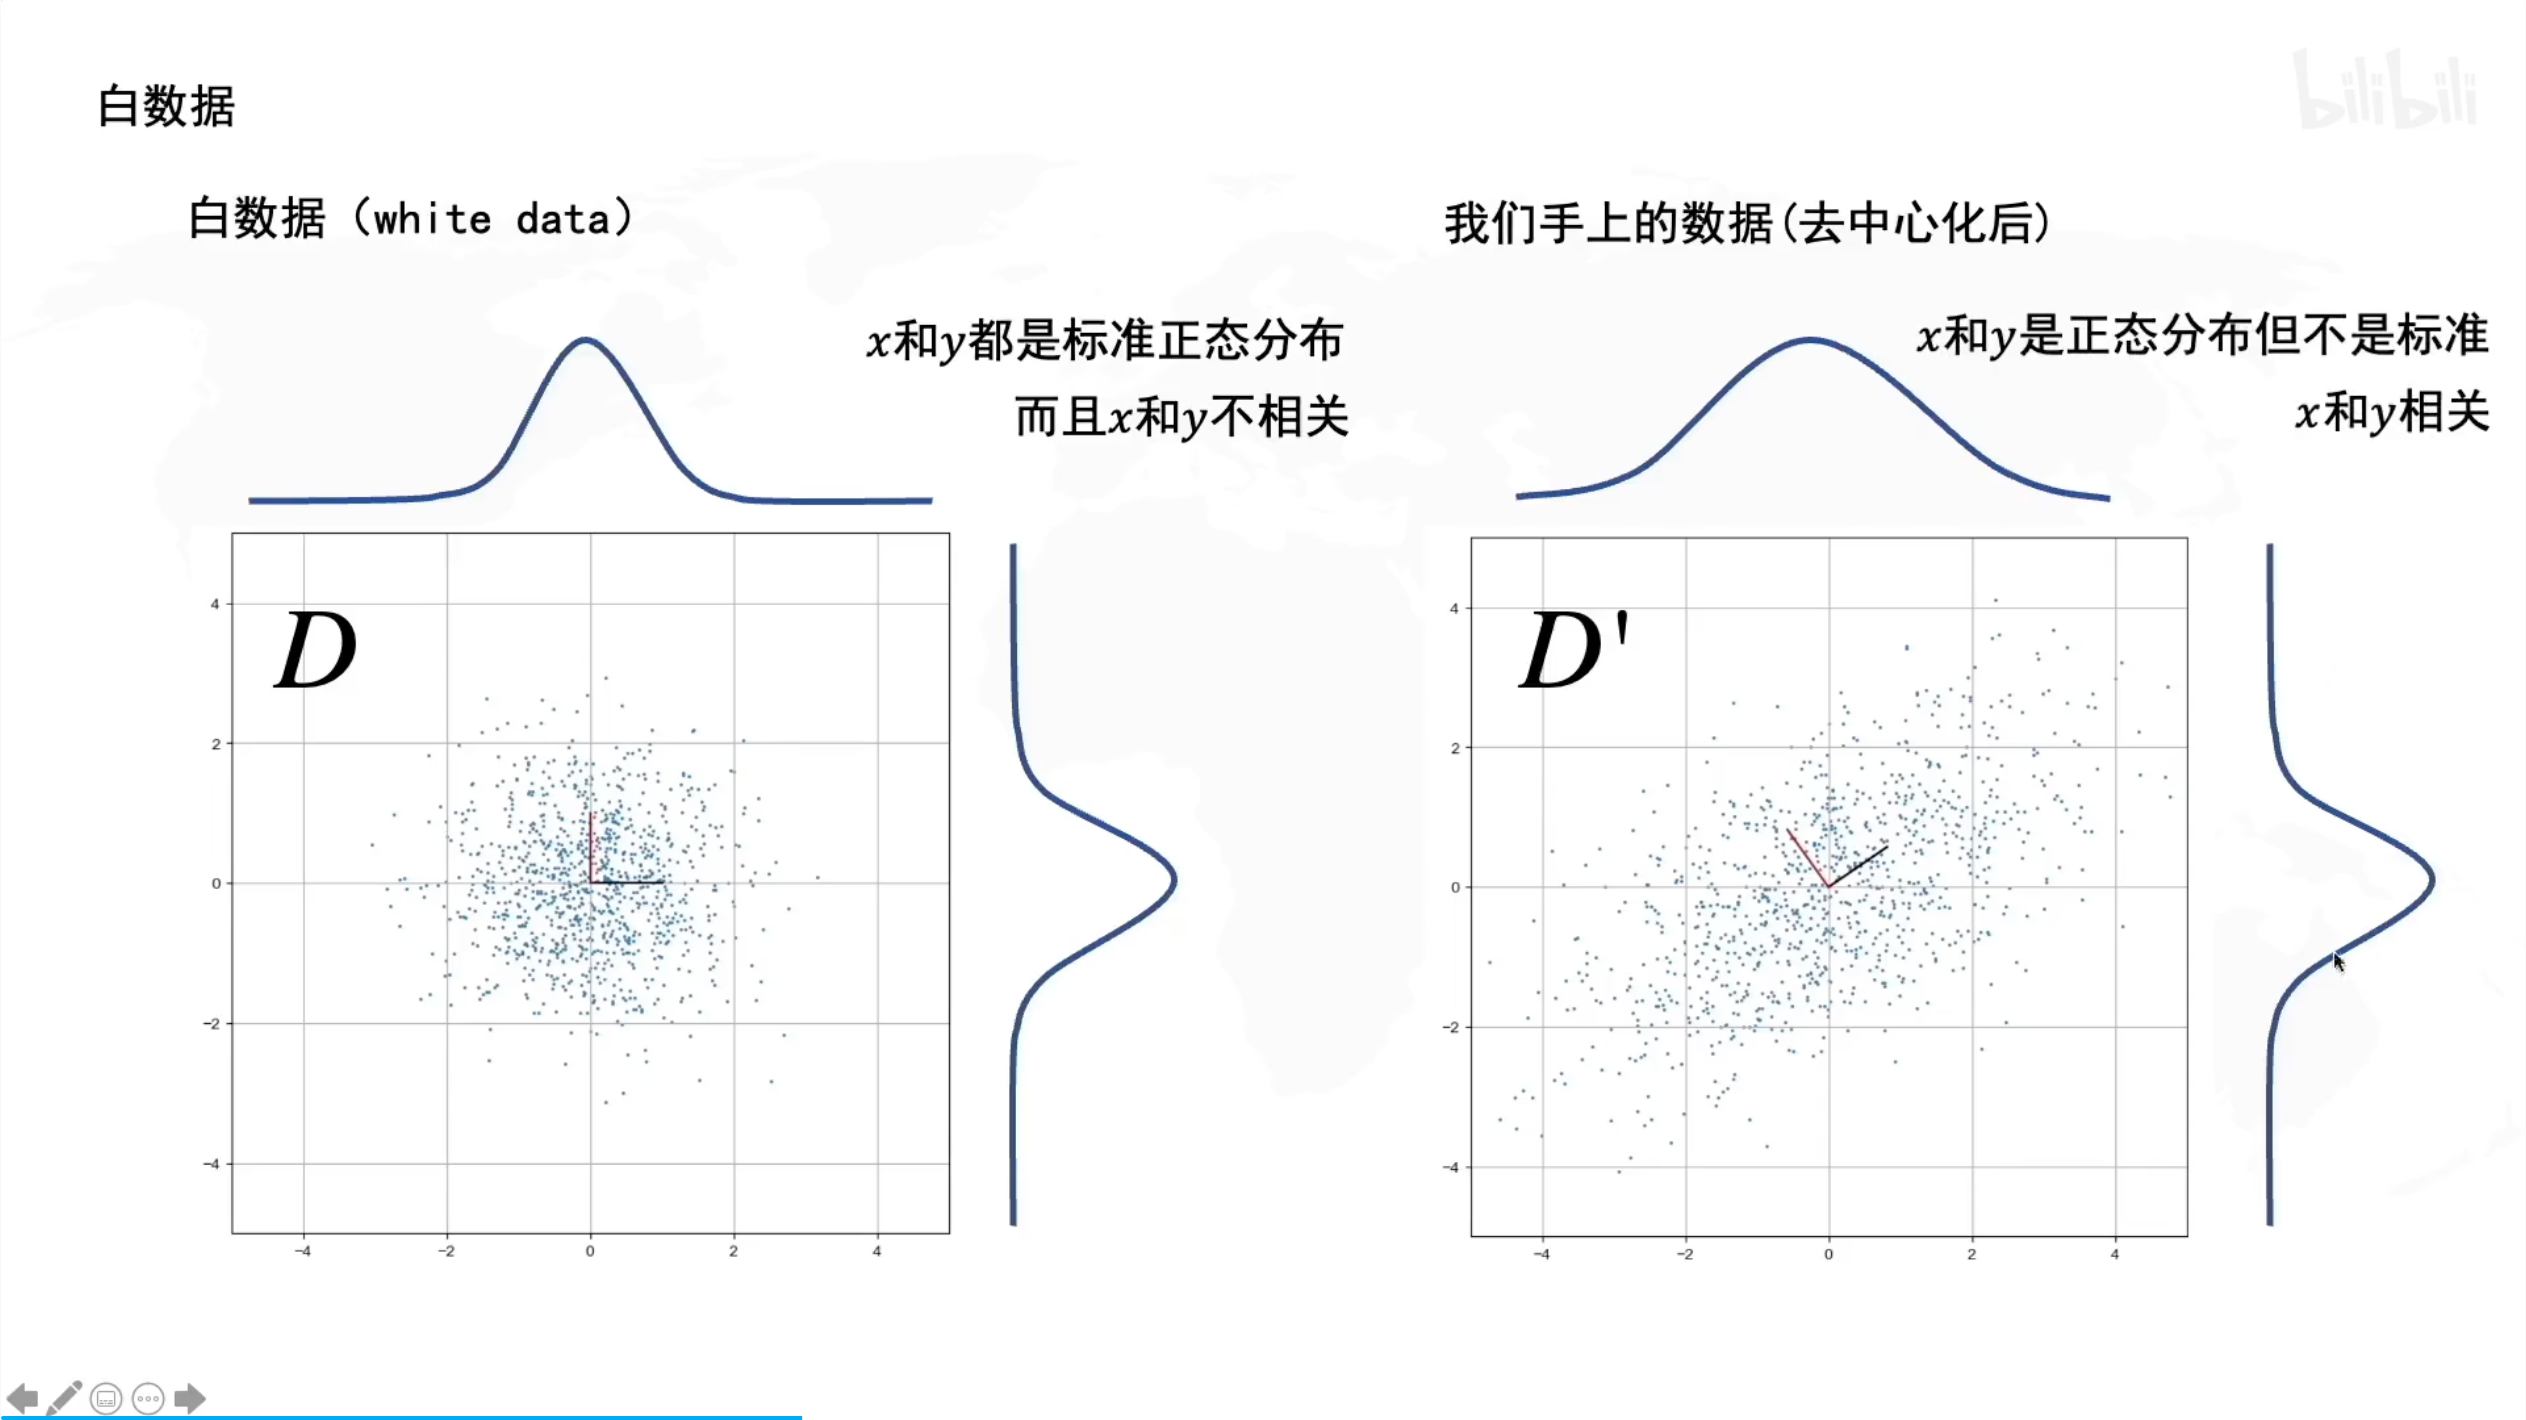 bilibili
白数据
白数据（white data）
我们手上的数据(去中心化后)
x和y都是标准正态分布
而且x和y不相关
x和y是正态分布但不是标准
x和y相关
D
4
2
0
−2
−4
−4
−2
0
2
4
D'
4
2
0
−2
−4
−4
−2
0
2
4